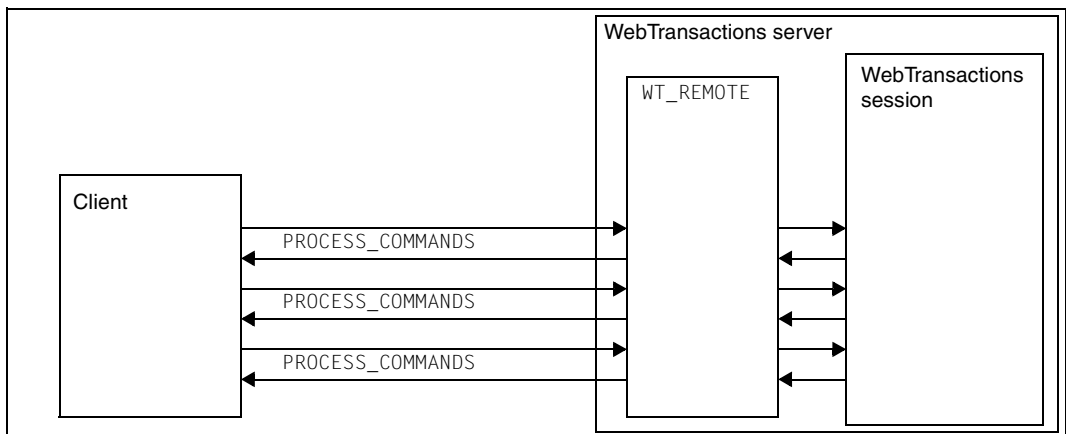 WebTransactions server
WebTransactions
session
WT_REMOTE
Client
PROCESS_COMMANDS
PROCESS_COMMANDS
PROCESS_COMMANDS